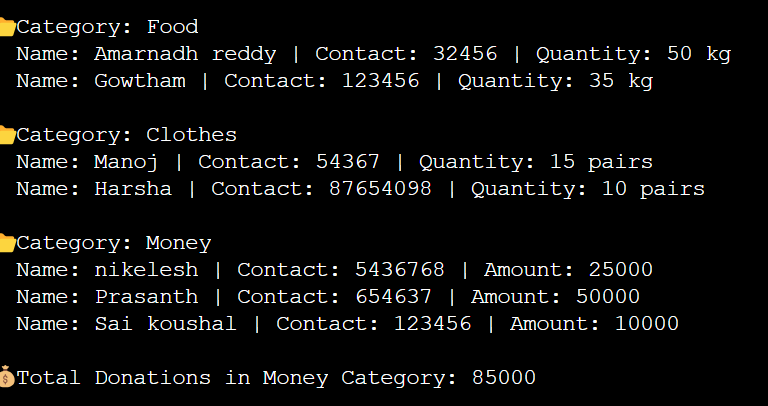 Category: Food
Name: Amarnadh reddy | Contact: 32456 | Quantity: 50 kg
Name: Gowtham | Contact: 123456 | Quantity: 35 kg
Category: Clothes
Name: Manoj | Contact: 54367 | Quantity: 15 pairs
Name: Harsha | Contact: 87654098 | Quantity: 10 pairs
Category: Money
Name: nikelesh | Contact: 5436768 | Amount: 25000
Name: Prasanth | Contact: 654637 | Amount: 50000
Name: Sai koushal | Contact: 123456 | Amount: 10000
Total Donations in Money Category: 85000